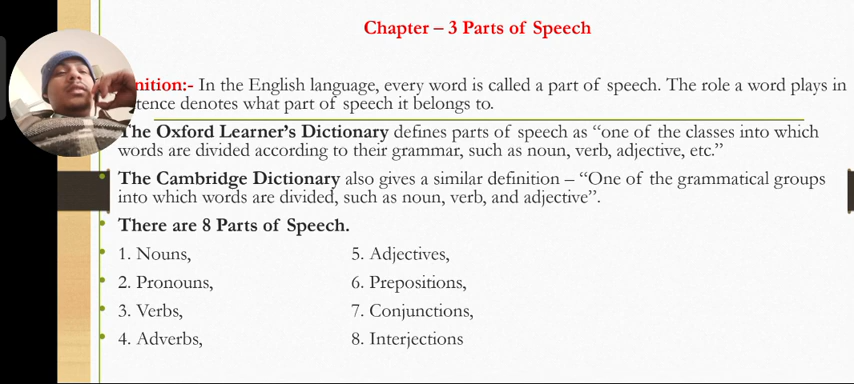 Chapter – 3 Parts of Speech
nition:- In the English language, every word is called a part of speech. The role a word plays in
tence denotes what part of speech it belongs to.
The Oxford Learner's Dictionary defines parts of speech as “one of the classes into which
words are divided according to their grammar, such as noun, verb, adjective, etc.”
The Cambridge Dictionary also gives a similar definition – “One of the grammatical groups
into which words are divided, such as noun, verb, and adjective”.
There are 8 Parts of Speech.
1. Nouns, 5. Adjectives,
2. Pronouns, 6. Prepositions,
3. Verbs, 7. Conjunctions,
4. Adverbs, 8. Interjections